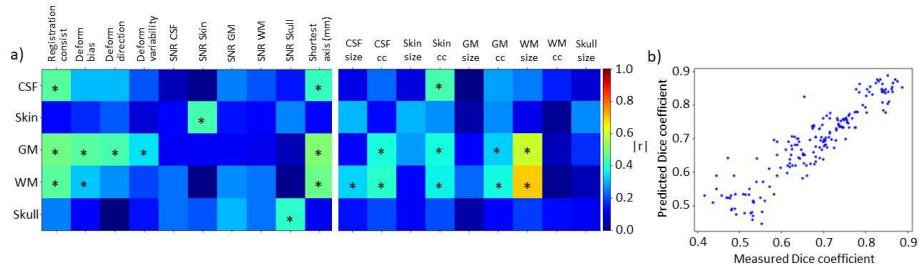 a)
Registration
consist
Deform
bias
Deform
direction
Deform
variability
SNR CSF
SNR Skin
SNR GM
SNR WM
SNR Skull
Shortest
axis (mm)
CSF
size
CSF
cc
Skin
size
Skin
cc
GM
size
GM
cc
WM
size
WM
cc
Skull
size
CSF
* * *
Skin
*
GM
* * * * * * * * *
WM
* * * * * * * *
Skull
*
1.0
0.8
0.6
0.4
0.2
0.0
|r|
b)
Predicted Dice coefficient
0.9
0.8
0.7
0.6
0.5
0.4 0.5 0.6 0.7 0.8 0.9
Measured Dice coefficient